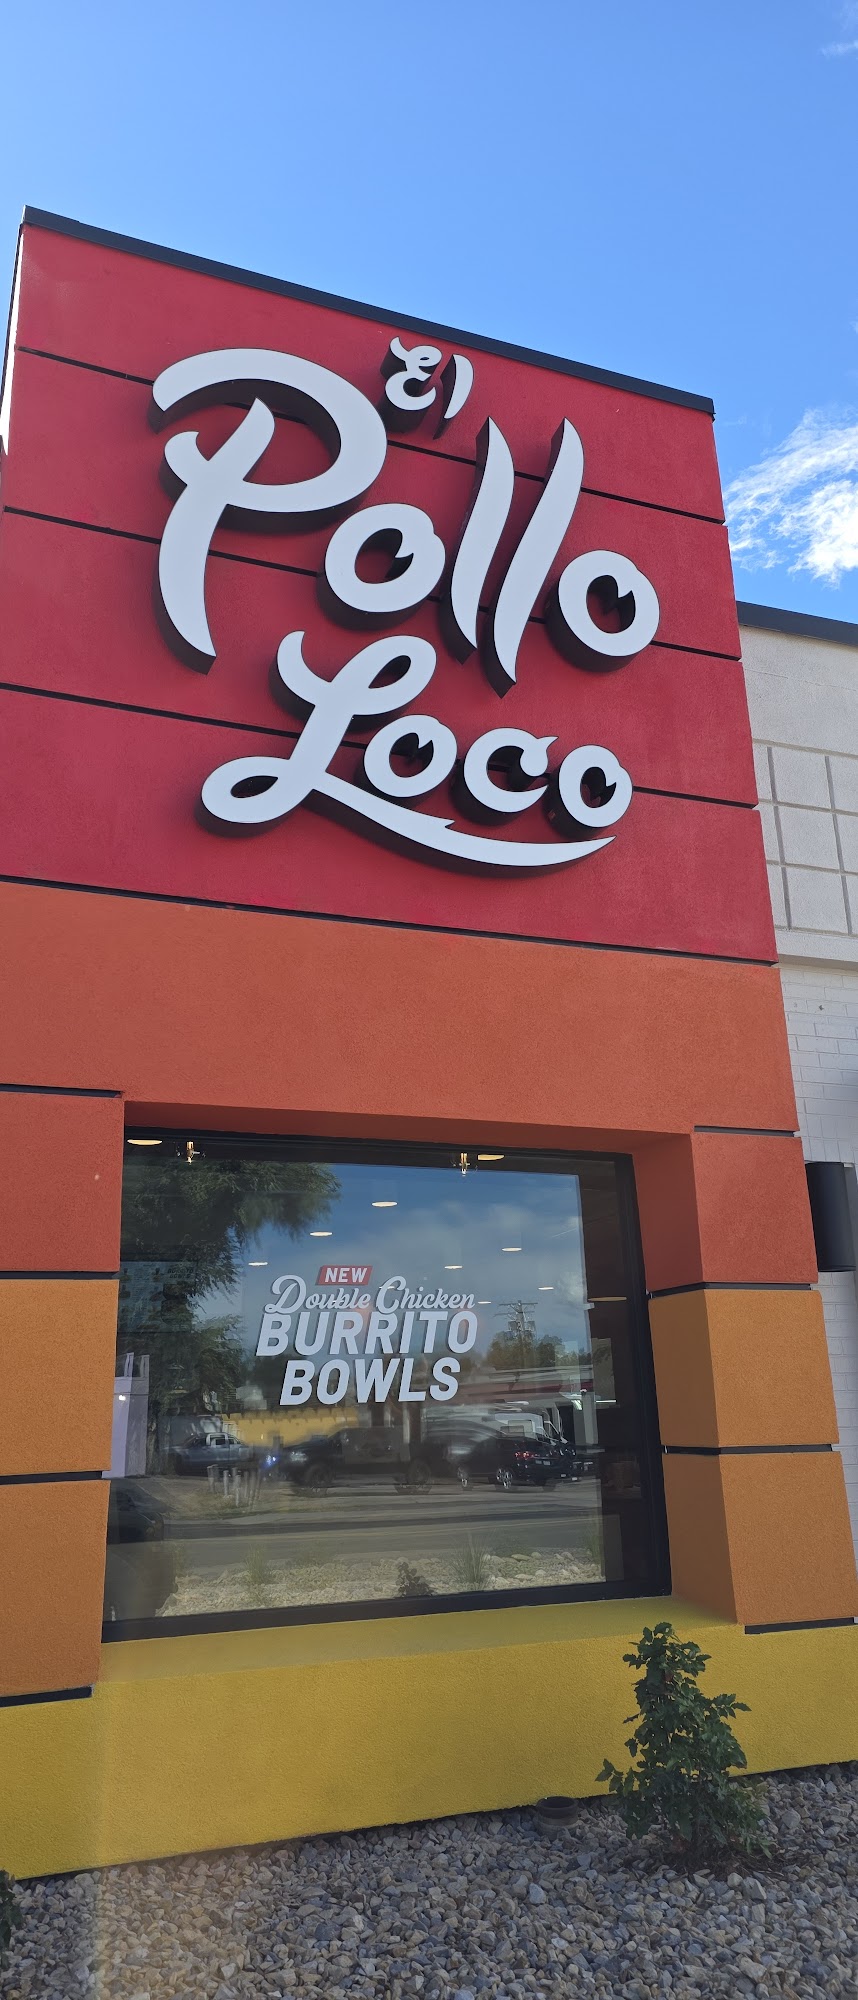 El
Pollo
Loco
NEW
Double Chicken
BURRITO
BOWLS